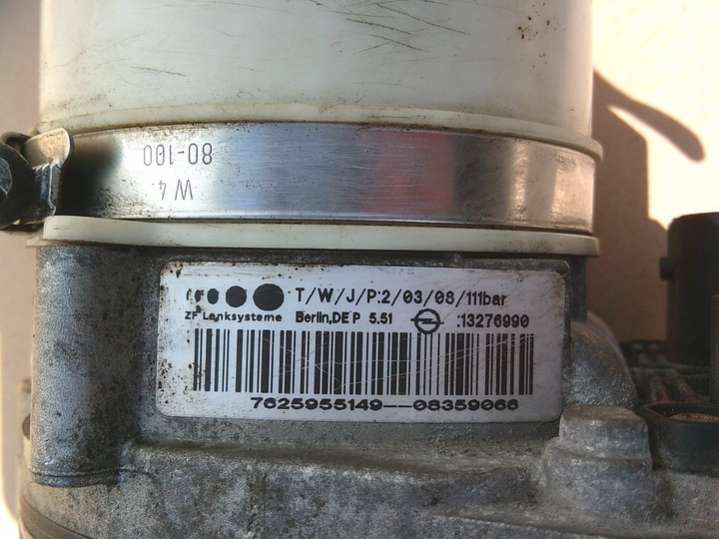 80-100
W4
T/W/J/P:2/03/08/111bar
ZF Lenksysteme Berlin,DE P 5.51 :13276990
7625955149--08359066